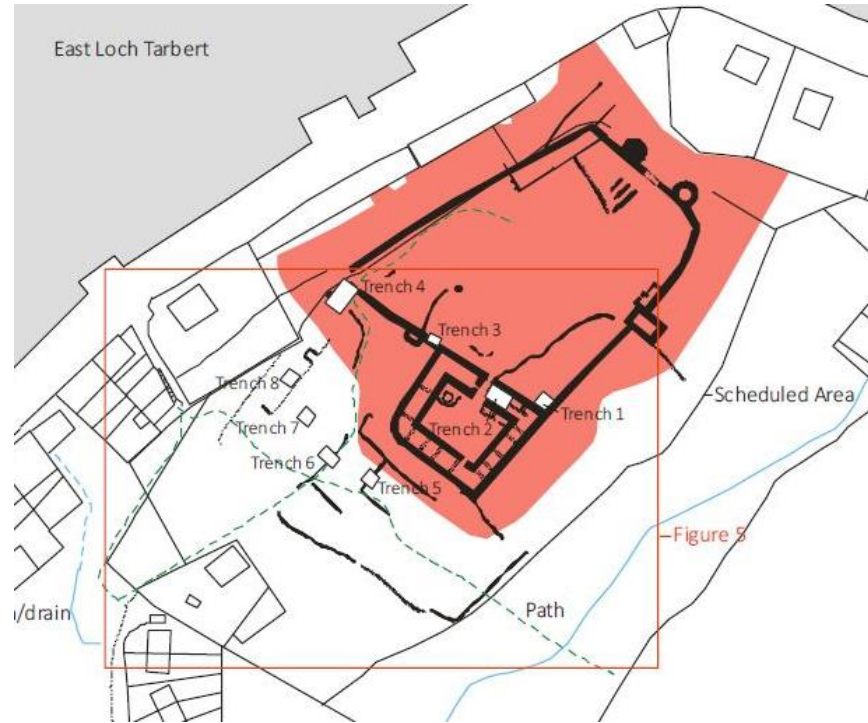 East Loch Tarbert
Trench 4
Trench 3
Trench 8
Scheduled Area
Trench 1
Trench 7
Trench 2
Trench 6
Trench 5
Figure 5
/drain
Path